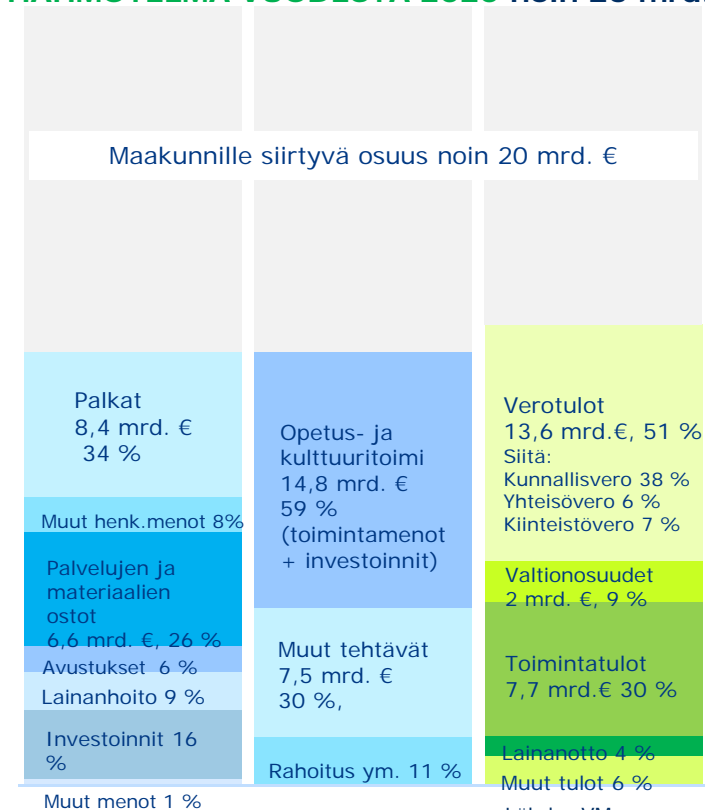 Maakunnille siirtyvä osuus noin 20 mrd. €
Palkat
8,4 mrd. €
34 %
Muut henk.menot 8%
Palvelujen ja
materiaalien
ostot
6,6 mrd. €, 26 %
Avustukset 6 %
Lainanhoito 9 %
Investoinnit 16
%
Muut menot 1 %
Opetus- ja
kulttuuritoimi
14,8 mrd. €
59 %
(toimintamenot
+ investoinnit)
Muut tehtävät
7,5 mrd. €
30 %,
Rahoitus ym. 11 %
Verotulot
13,6 mrd.€, 51 %
Siitä:
Kunnallisvero 38 %
Yhteisövero 6 %
Kiinteistövero 7 %
Valtionosuudet
2 mrd. €, 9 %
Toimintatulot
7,7 mrd.€ 30 %
Lainanotto 4 %
Muut tulot 6 %